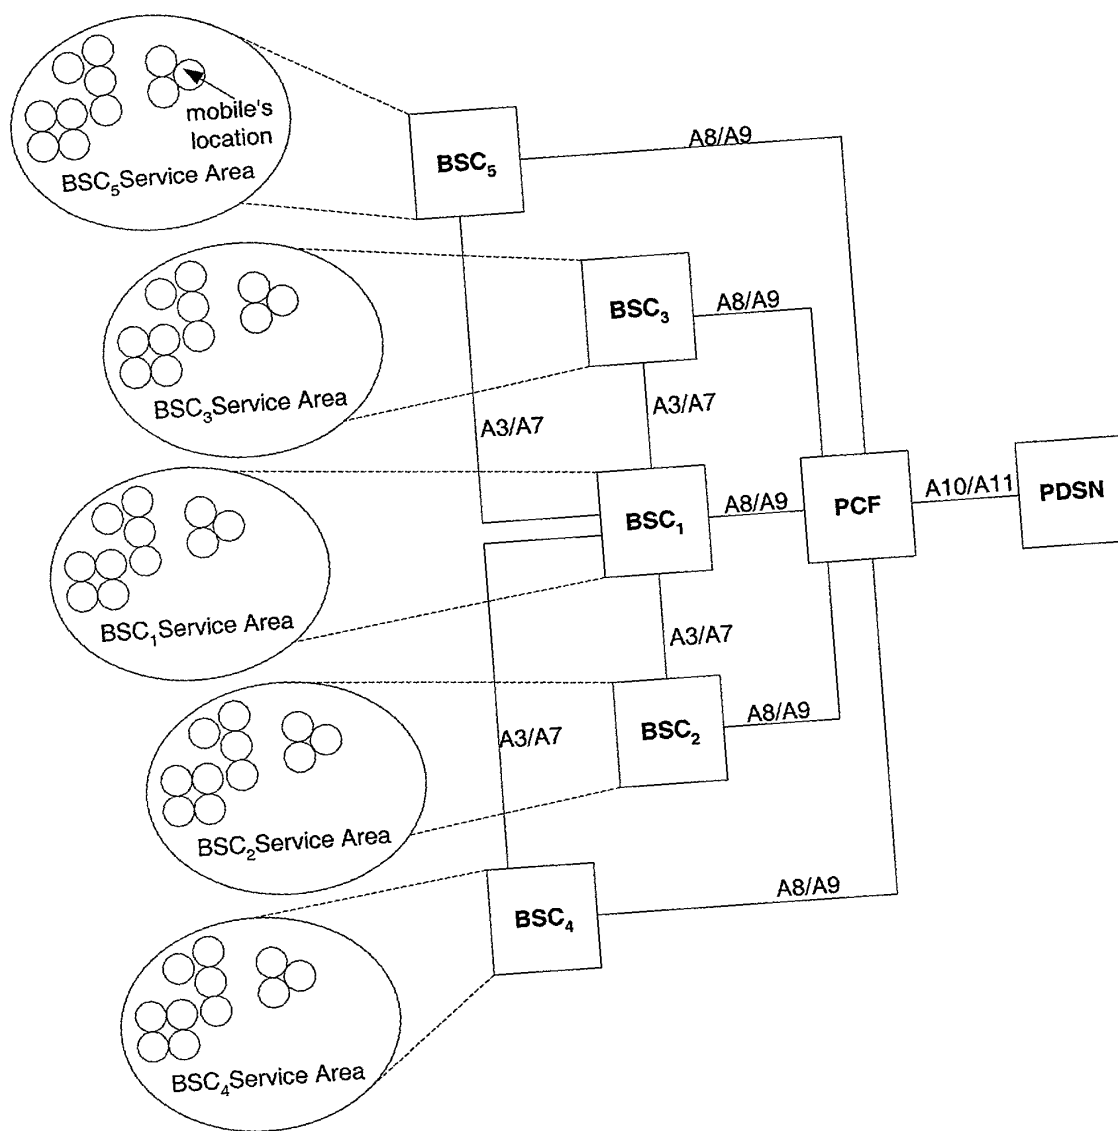 mobile's
location
BSC5Service Area
BSC5
A8/A9
BSC3
A8/A9
BSC3Service Area
A3/A7
A3/A7
BSC1
A8/A9
PCF
A10/A11
PDSN
BSC1Service Area
A3/A7
BSC2
A8/A9
A3/A7
BSC2Service Area
BSC4
A8/A9
BSC4Service Area